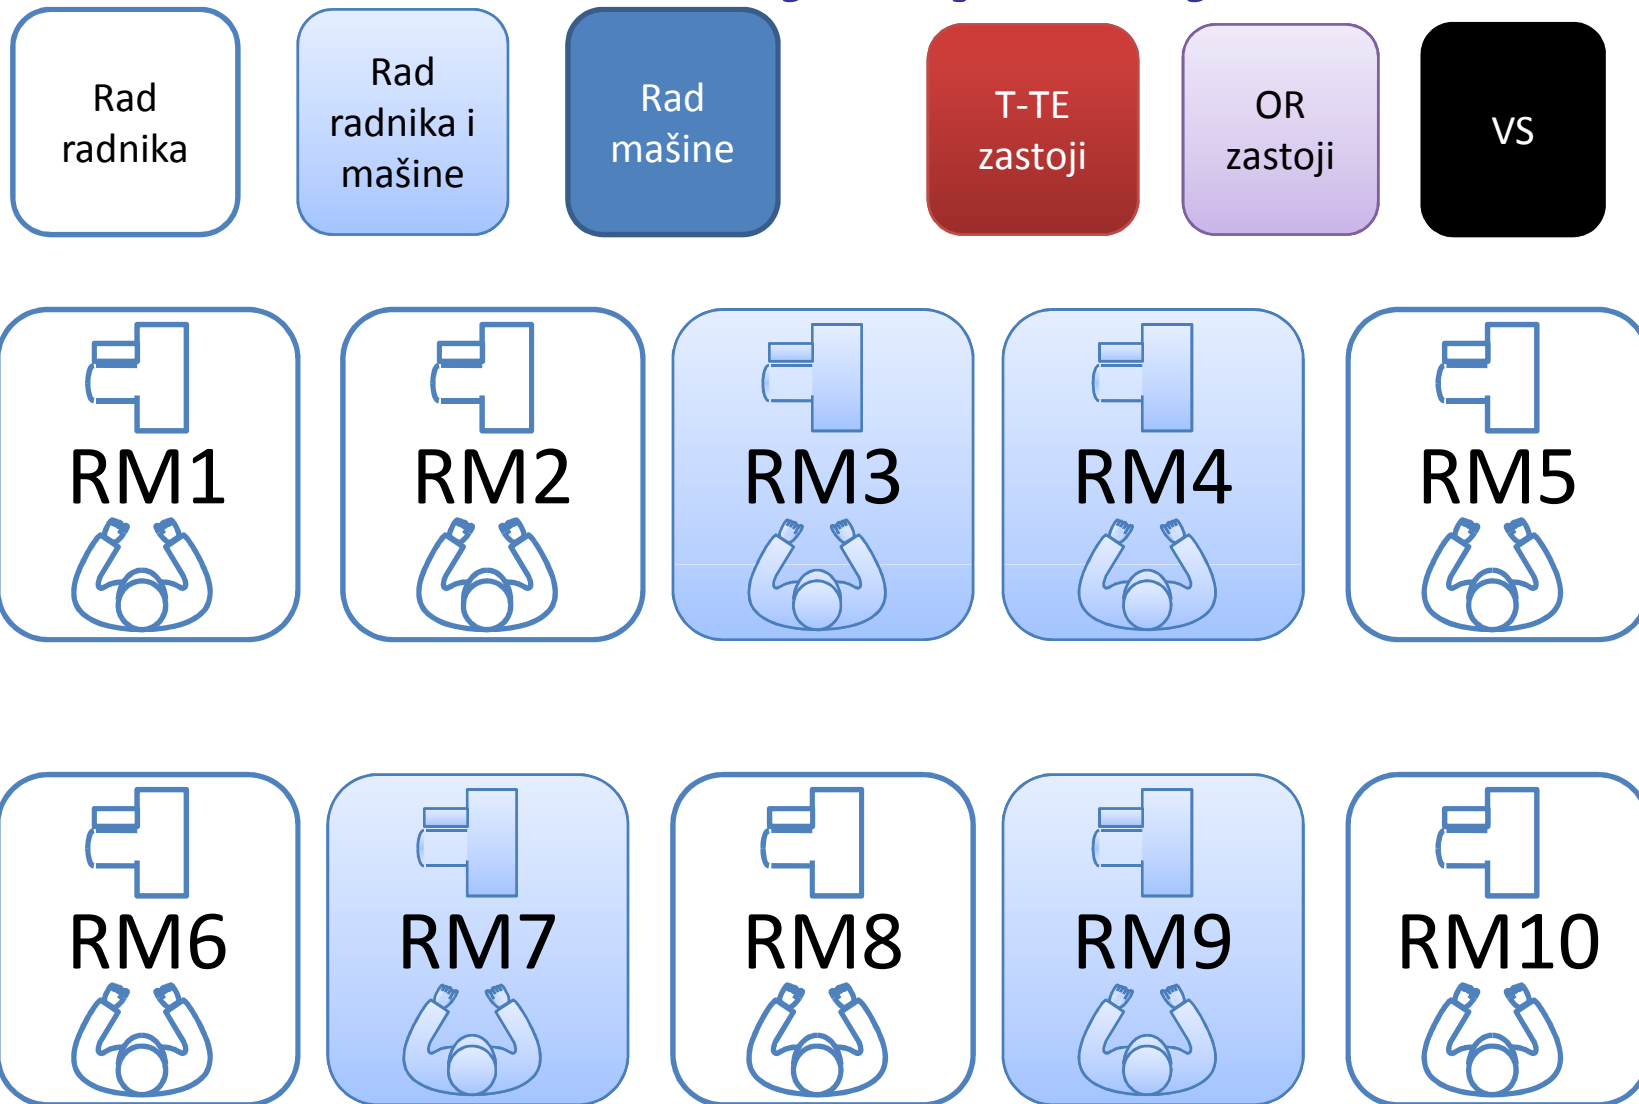 Rad
radnika
Rad
radnika i
mašine
Rad
mašine
T-TE
zastoji
OR
zastoji
VS
RM1
RM2
RM3
RM4
RM5
RM6
RM7
RM8
RM9
RM10